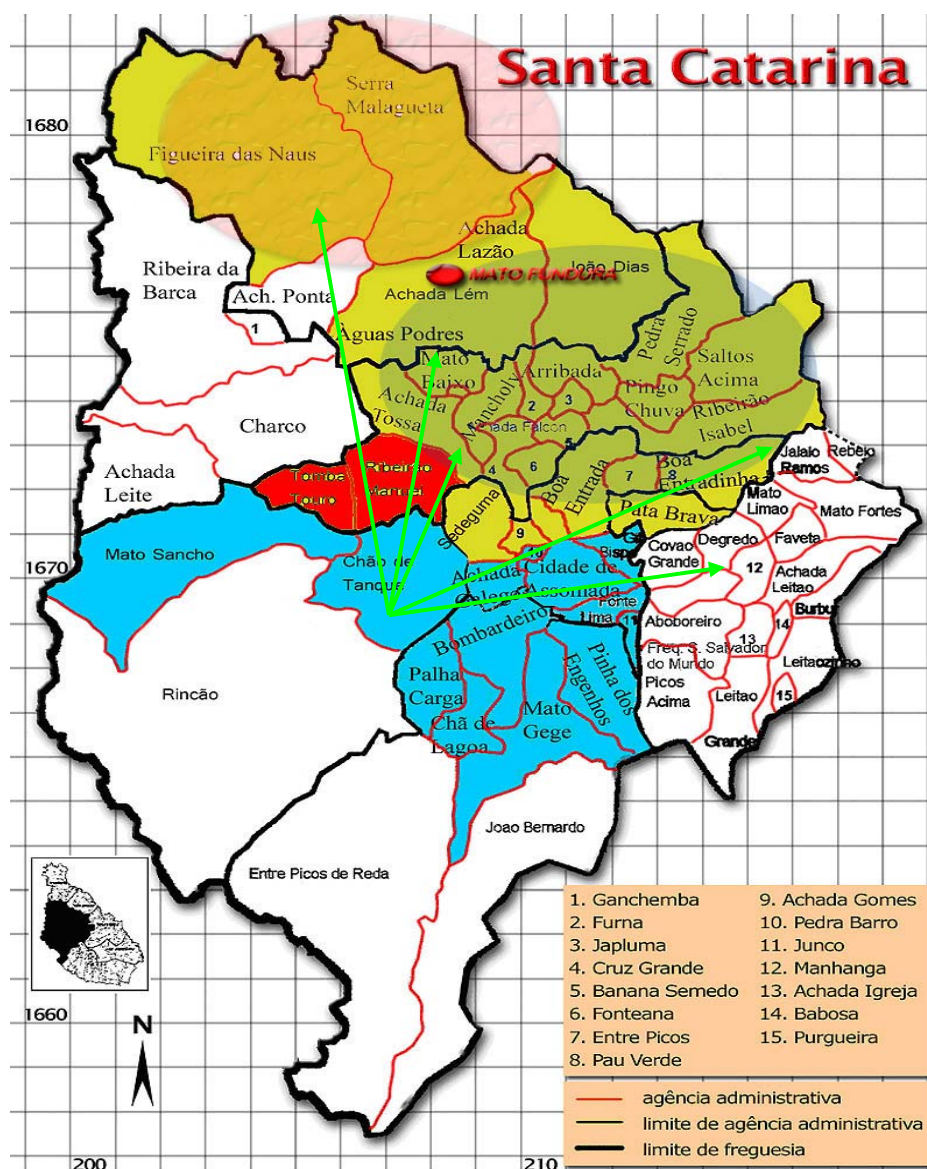 Santa Catarina
Serra
Malagueta
1680
Figueira das Naus
Achada
Lazão
Ribeira da
Barca
João Dias
MATO FUNDURA
Ach. Ponta
Achada Lém
1
Águas Podres
Pedra
Serrado
Mato
Baixo
Mancholy
Arribada
Saltos
Acima
Achada
Tossa
2
3
Pingo
Chuva
Ribeirão
Isabel
Charco
Falcon
5
Jalalo
Ramos
Rebelo
Achada
Leite
Touro
Ribeirão
4
6
Boa
Entrada
7
8
Boa
Entradinha
Sedeguma
Mato
Limao
Mato Fortes
Pata Brava
Mato Sancho
9
10
Covao
Grande
Degredo
Faveta
1670
Chão de
Tanque
Achada
Cidade de
Assomada
12
Achada
Leitao
Fonte
Lima
11
Bombardeiro
Aboboreiro
14
Burbur
Freq. S. Salvador
do Mundo
13
Rincão
Palha
Carga
Pinha dos
Engenhos
Picos
Acima
Leitao
Leitaozinho
15
Chã de
Lagoa
Mato
Gege
Grande
Joao Bernardo
Entre Picos de Reda
1. Ganchemba
2. Furna
3. Japluma
4. Cruz Grande
5. Banana Semedo
6. Fonteana
7. Entre Picos
8. Pau Verde
9. Achada Gomes
10. Pedra Barro
11. Junco
12. Manhanga
13. Achada Igreja
14. Babosa
15. Purgueira
1660
N
agência administrativa
limite de agência administrativa
limite de freguesia
200
210